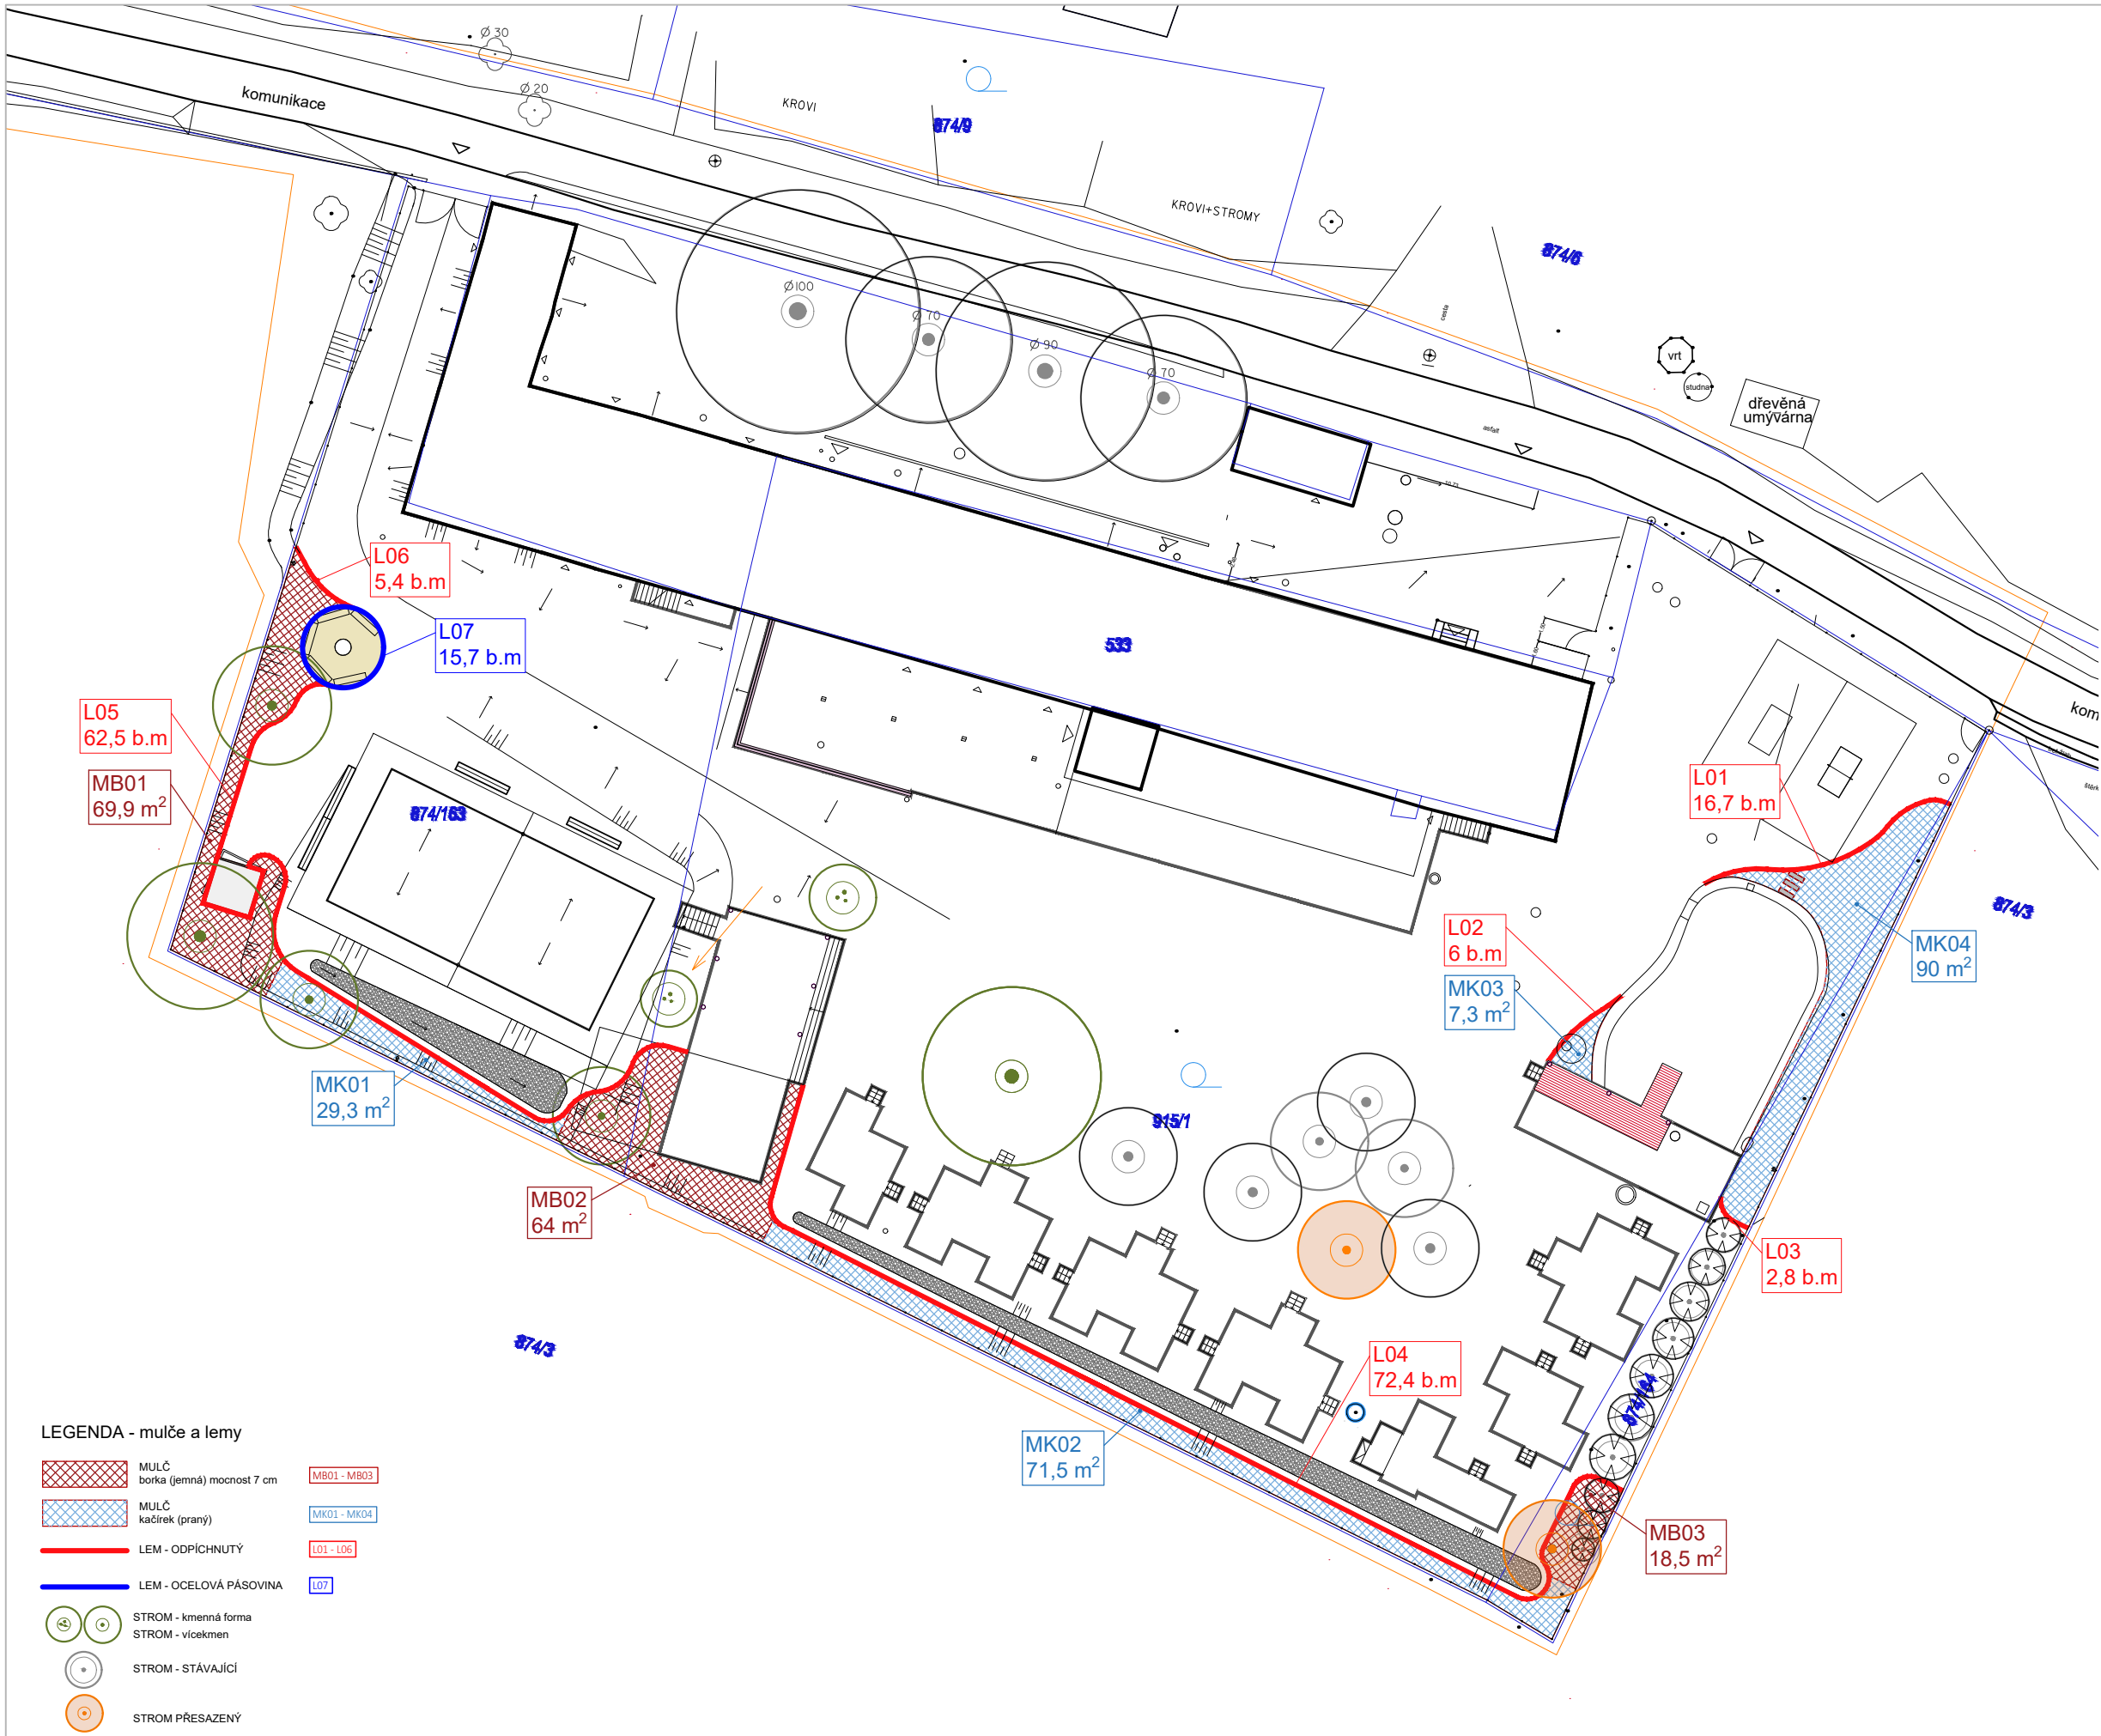 Ø 30
Ø 20
komunikace
KROVI
874/9
KROVI+STROMY
874/6
cesta
vrt
studna
dřevěná
umývárna
Ø100
Ø 70
Ø 90
Ø 70
asfalt
L06
5,4 b.m
L07
15,7 b.m
533
L05
62,5 b.m
MB01
69,9 m²
874/163
kom
L01
16,7 b.m
874/3
L02
6 b.m
MK03
7,3 m²
MK04
90 m²
MK01
29,3 m²
915/1
MB02
64 m²
L03
2,8 b.m
874/3
L04
72,4 b.m
874/164
MK02
71,5 m²
MB03
18,5 m²
LEGENDA - mulče a lemy
MULČ
borka (jemná) mocnost 7 cm
MB01 - MB03
MULČ
kačírek (praný)
MK01 - MK04
LEM - ODPÍCHNUTÝ
L01 - L06
LEM - OCELOVÁ PÁSOVINA
L07
STROM - kmenná forma
STROM - vícekmen
STROM - STÁVAJÍCÍ
STROM PŘESAZENÝ